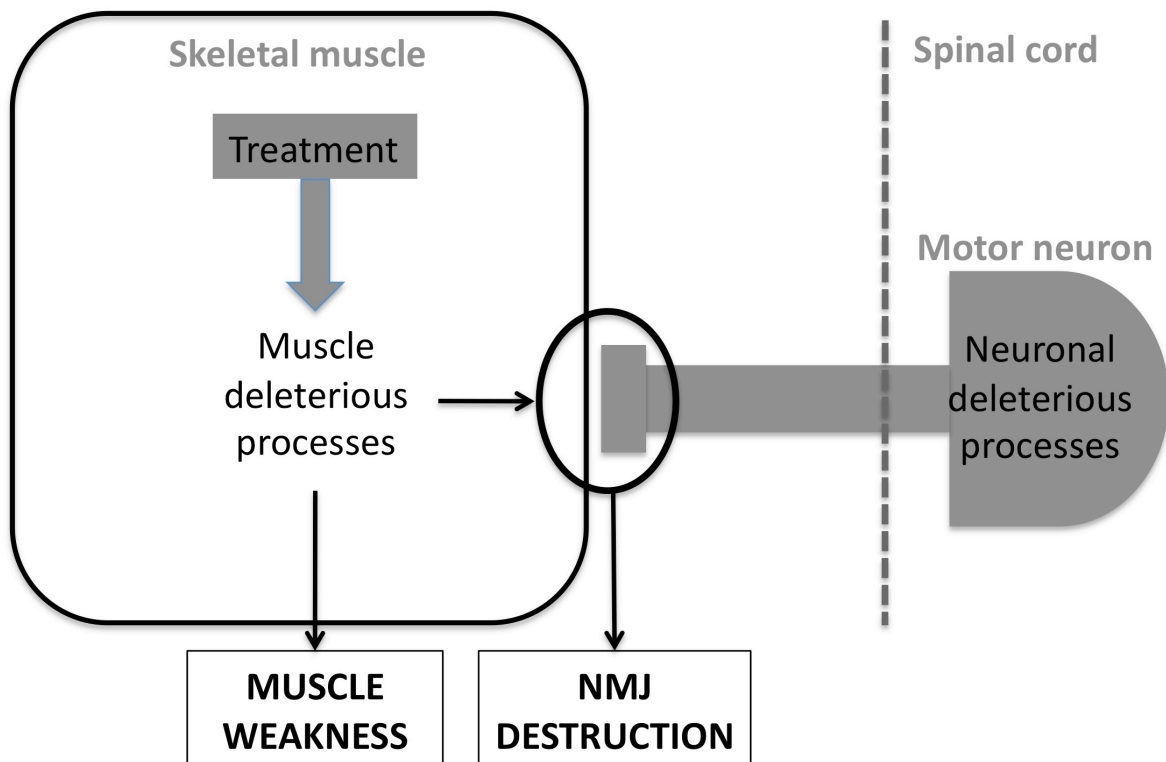 Skeletal muscle
Spinal cord
Treatment
Motor neuron
Muscle
deleterious
processes
Neuronal
deleterious
processes
MUSCLE
WEAKNESS
NMJ
DESTRUCTION